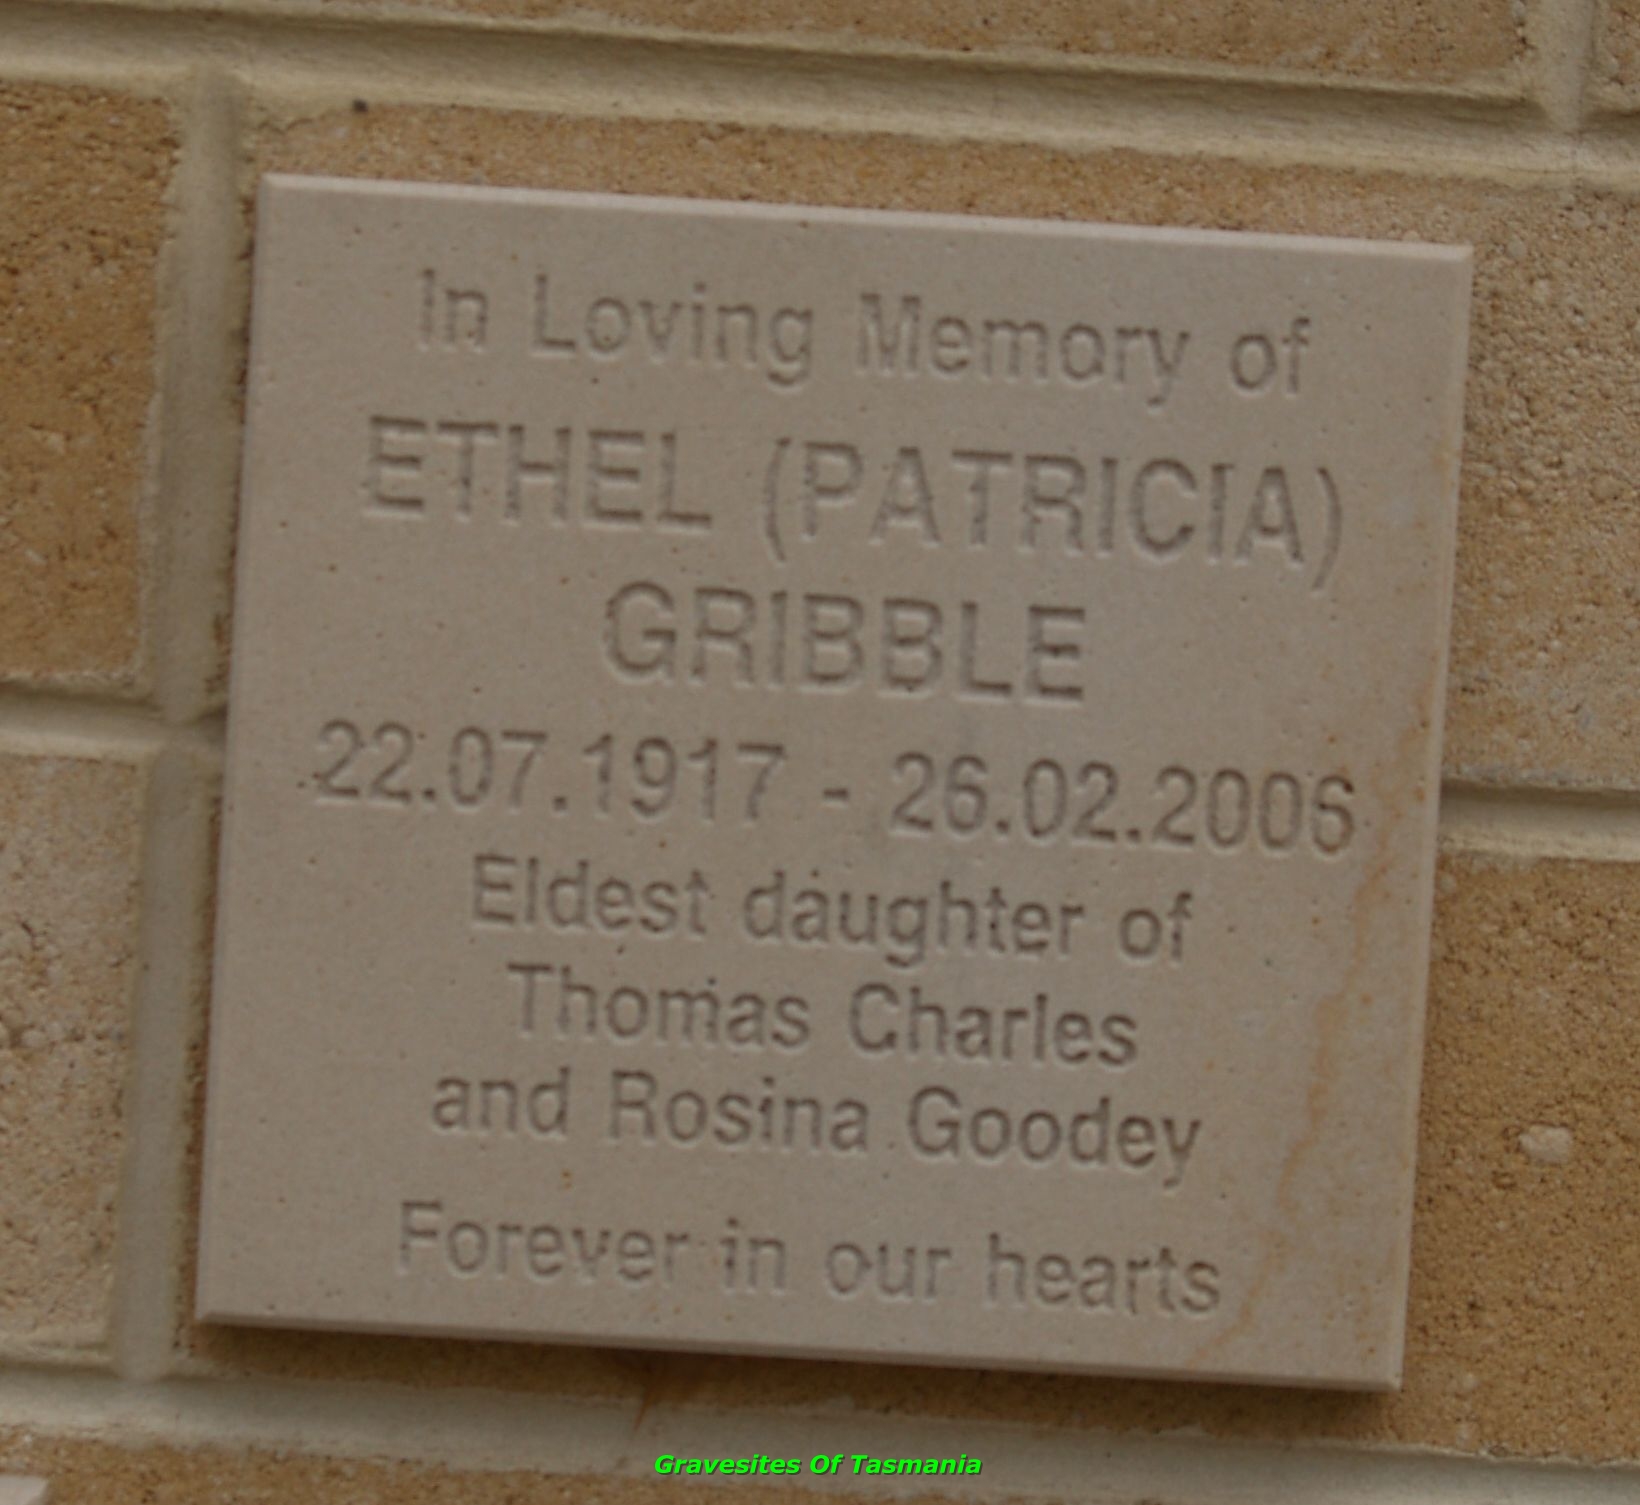 In Loving Memory of
ETHEL (PATRICIA)
GRIBBLE
22.07.1917 - 26.02.2006
Eldest daughter of
Thomas Charles
and Rosina Goodey
Forever in our hearts
Gravesites Of Tasmania